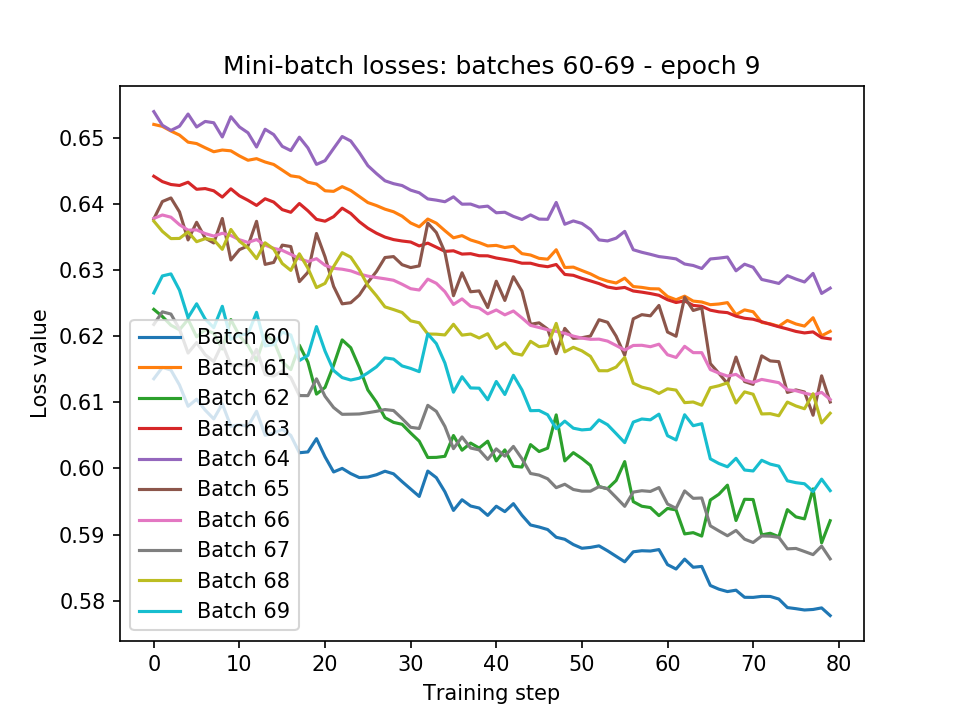 Mini-batch losses: batches 60-69 - epoch 9
0.65
0.64
0.63
0.62
0.61
0.60
0.59
0.58
Loss value
Batch 60
Batch 61
Batch 62
Batch 63
Batch 64
Batch 65
Batch 66
Batch 67
Batch 68
Batch 69
0 10 20 30 40 50 60 70 80
Training step